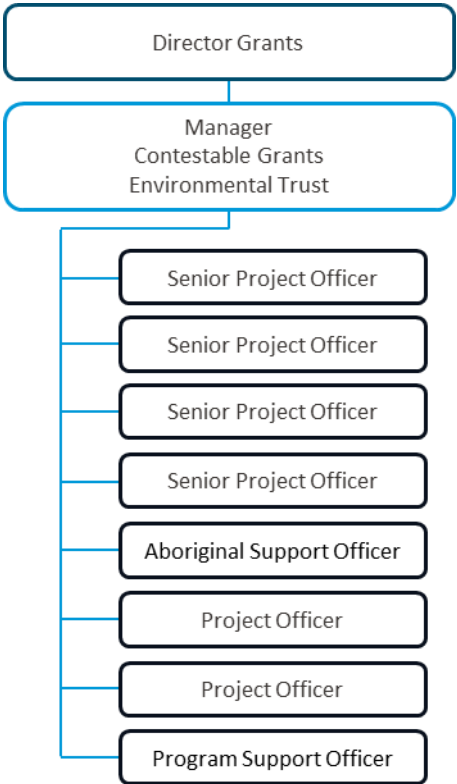 Director Grants
Manager
Contestable Grants
Environmental Trust
Senior Project Officer
Senior Project Officer
Senior Project Officer
Senior Project Officer
Aboriginal Support Officer
Project Officer
Project Officer
Program Support Officer